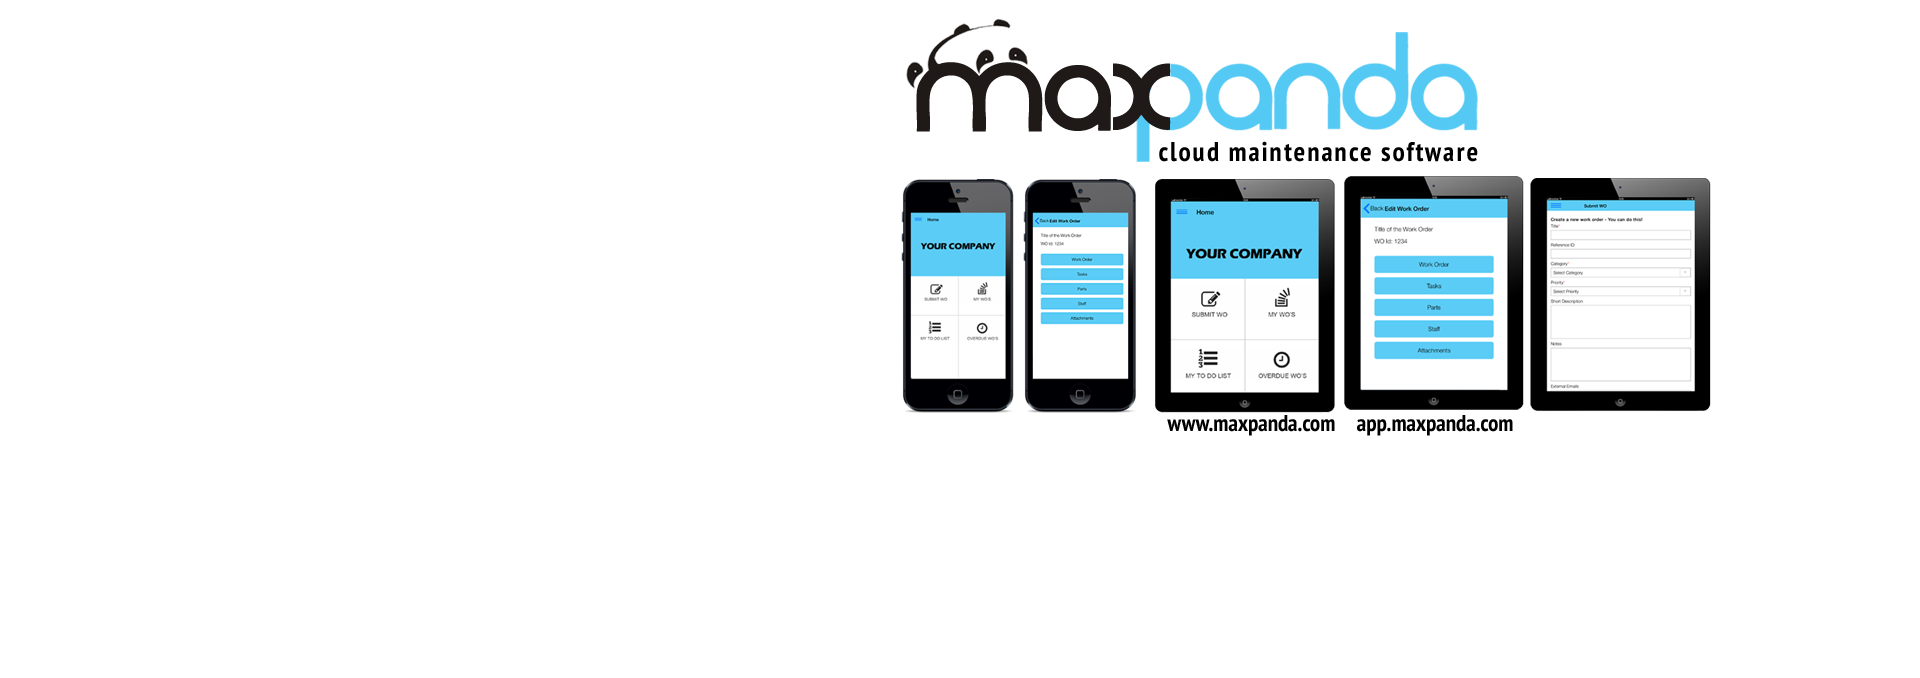 maxpanda
cloud maintenance software
Home
YOUR COMPANY
SUBMIT WO
MY WO'S
MY TO DO LIST
OVERDUE WO'S
Back Edit Work Order
Title of the Work Order
WO Id: 1234
Work Order
Tasks
Parts
Staff
Attachments
Home
YOUR COMPANY
SUBMIT WO
MY WO'S
MY TO DO LIST
OVERDUE WO'S
Back Edit Work Order
Title of the Work Order
WO Id: 1234
Work Order
Tasks
Parts
Staff
Attachments
Submit WO
Create a new work order - You can do this!
Title*
Reference ID
Category*
Select Category
Priority*
Select Priority
Short Description
Notes
External Emails
www.maxpanda.com
app.maxpanda.com